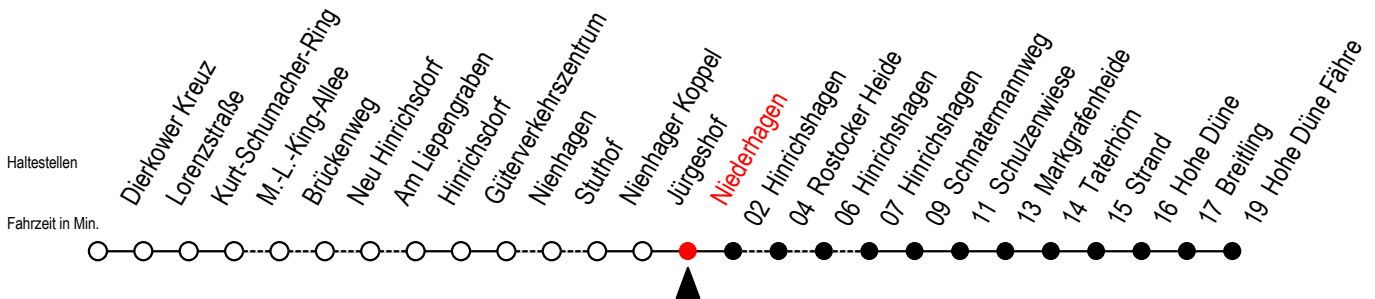 Haltestellen
Fahrzeit in Min.
Dierkower Kreuz
Lorenzstraße
Kurt-Schumacher-Ring
M.-L.-King-Allee
Brückenweg
Neu Hinrichsdorf
Am Liepengraben
Hinrichsdorf
Güterverkehrszentrum
Nienhagen
Stuthof
Nienhager Koppel
Jürgeshof
Niederhagen
02 Hinrichshagen
04 Rostocker Heide
06 Hinrichshagen
07 Hinrichshagen
09 Schnatermannweg
11 Schulzenwiese
13 Markgrafenheide
14 Taterhörn
15 Strand
16 Hohe Düne
17 Breitling
19 Hohe Düne Fähre